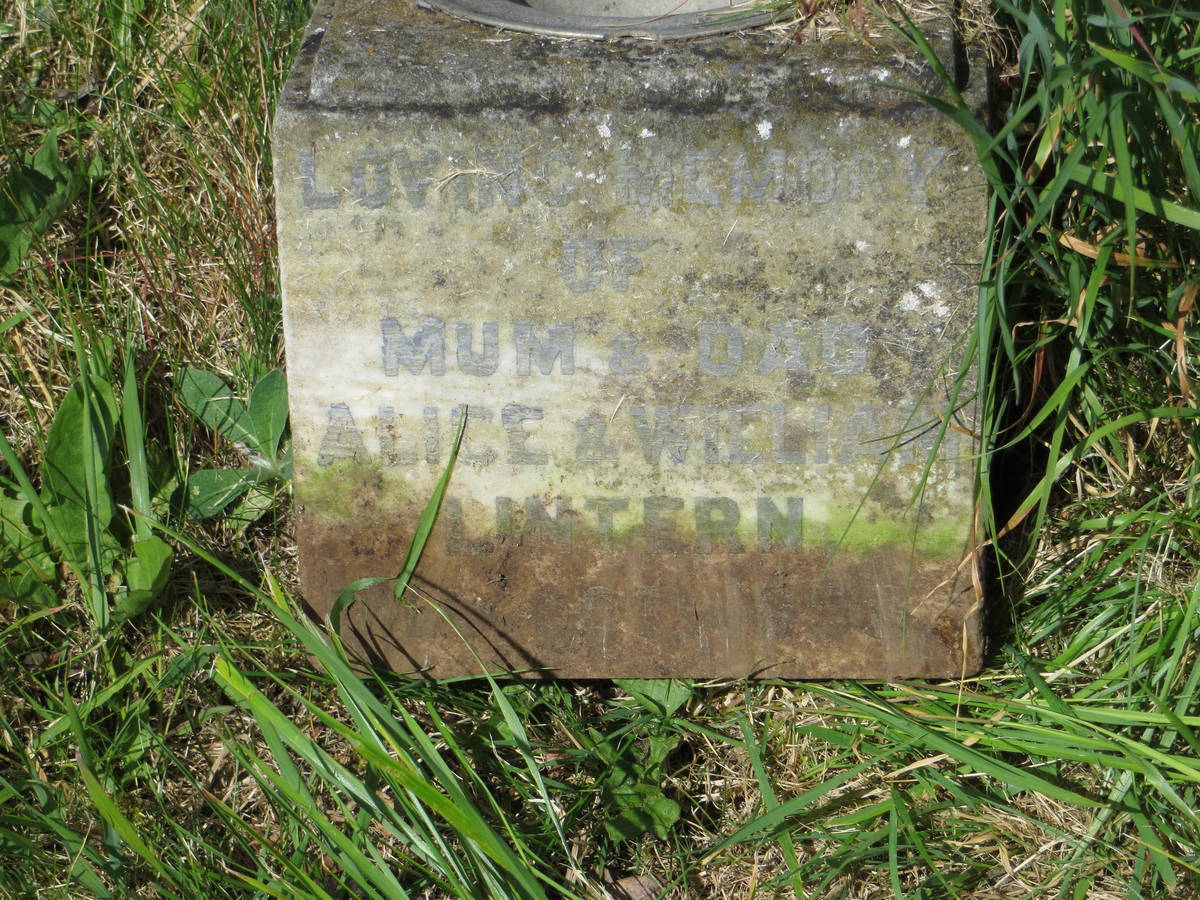 LOVING MEMORY
OF
MUM & DAD
ALICE & WILLIAM
LINTERN